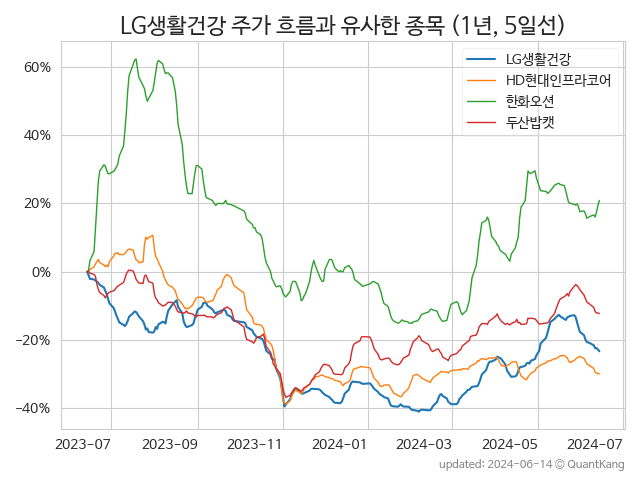 LG생활건강 주가 흐름과 유사한 종목 (1년, 5일선)
LG생활건강
HD현대인프라코어
한화오션
두산밥캣
60%
40%
20%
0%
−20%
−40%
2023-07 2023-09 2023-11 2024-01 2024-03 2024-05 2024-07
updated: 2024-06-14 © QuantKang